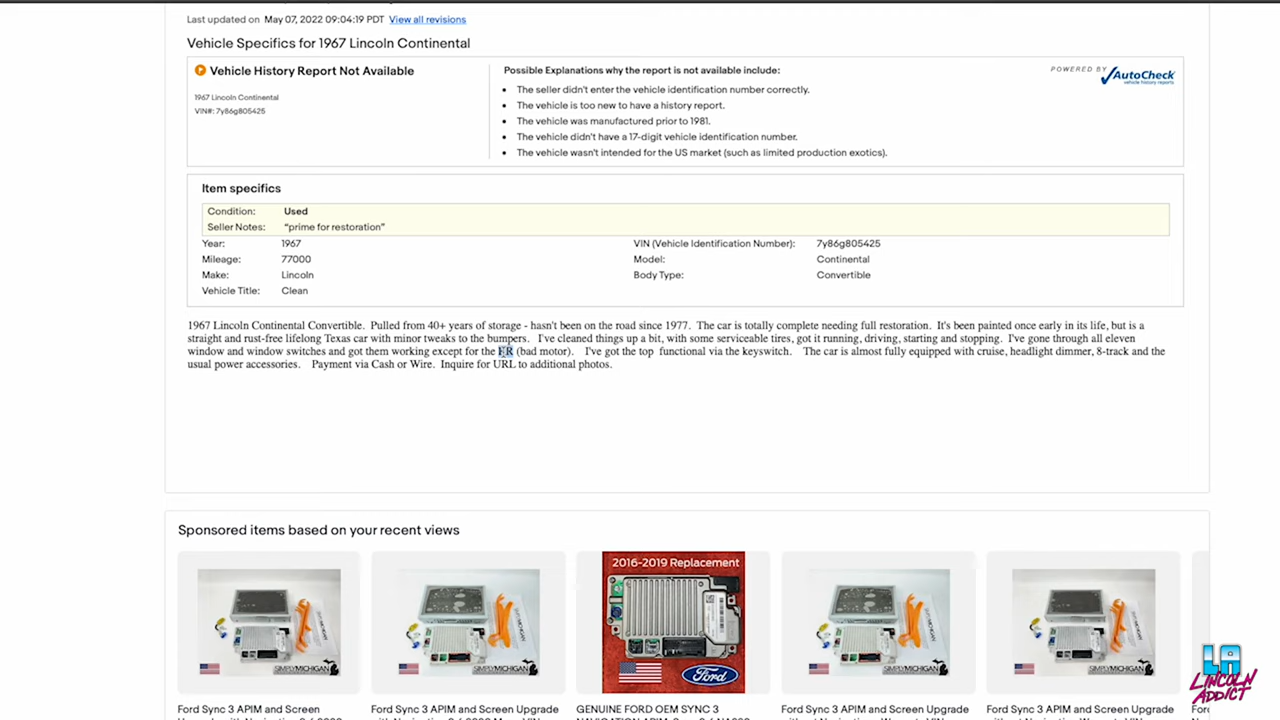 Last updated on May 07, 2022 09:04:19 PDT View all revisions
Vehicle Specifics for 1967 Lincoln Continental
Vehicle History Report Not Available
1967 Lincoln Continental
VIN#: 7y86g805425
Possible Explanations why the report is not available include:
• The seller didn't enter the vehicle identification number correctly.
• The vehicle is too new to have a history report.
• The vehicle was manufactured prior to 1981.
• The vehicle didn't have a 17-digit vehicle identification number.
• The vehicle wasn't intended for the US market (such as limited production exotics).
POWERED BY AutoCheck
vehicle history reports
Item specifics
Condition: Used
Seller Notes: “prime for restoration”
Year: 1967 VIN (Vehicle Identification Number): 7y86g805425
Mileage: 77000 Model: Continental
Make: Lincoln Body Type: Convertible
Vehicle Title: Clean
1967 Lincoln Continental Convertible. Pulled from 40+ years of storage - hasn't been on the road since 1977. The car is totally complete needing full restoration. It's been painted once early in its life, but is a
straight and rust-free lifelong Texas car with minor tweaks to the bumpers. I've cleaned things up a bit, with some serviceable tires, got it running, driving, starting and stopping. I've gone through all eleven
window and window switches and got them working except for the RR (bad motor). I've got the top functional via the keyswitch. The car is almost fully equipped with cruise, headlight dimmer, 8-track and the
usual power accessories. Payment via Cash or Wire. Inquire for URL to additional photos.
Sponsored items based on your recent views
SIMPLYMICHIGAN
SIMPLYMICHIGAN
2016-2019 Replacement
Ford
SIMPLYMICHIGAN
SIMPLYMICHIGAN
Ford Sync 3 APIM and Screen
Ford Sync 3 APIM and Screen Upgrade
GENUINE FORD OEM SYNC 3
Ford Sync 3 APIM and Screen Upgrade
Ford Sync 3 APIM and Screen Upgrade
LA
LINCOLN
ADDICT